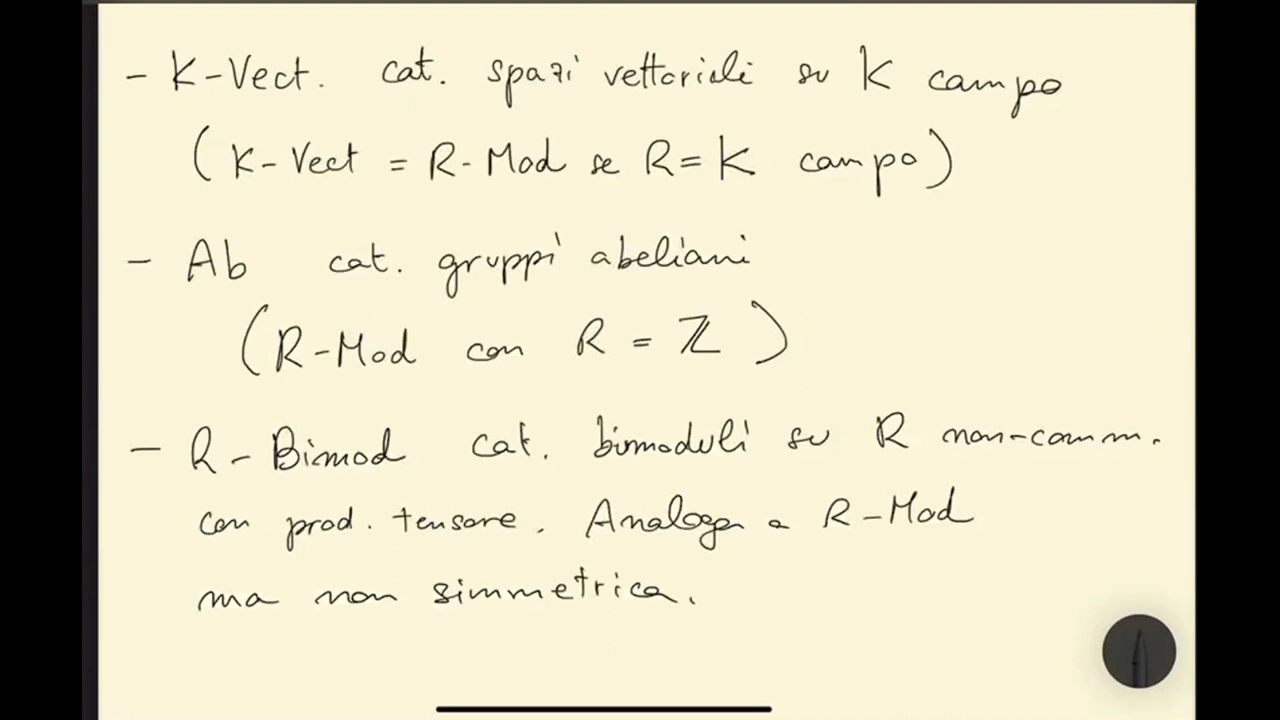 - K-Vect. cat. spazi vettoriali su K campo
(K-Vect = R-Mod se R = K campo)
- Ab cat. gruppi abeliani
(R-Mod con R = ℤ)
- R-Bimod cat. bimoduli su R non-comm.
con prod. tensore. Analoga a R-Mod
ma non simmetrica.